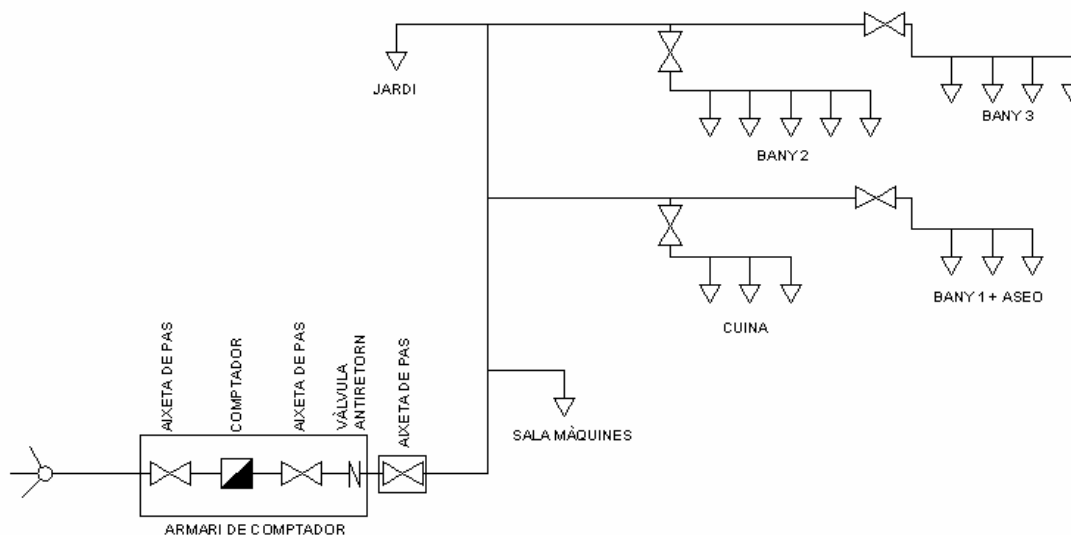 JARDI
BANY 3
BANY 2
BANY 1 + ASEO
CUINA
AIXETA DE PAS
COMPTADOR
AIXETA DE PAS
VÀLVULA
ANTIRETORN
AIXETA DE PAS
SALA MÀQUINES
ARMARI DE COMPTADOR